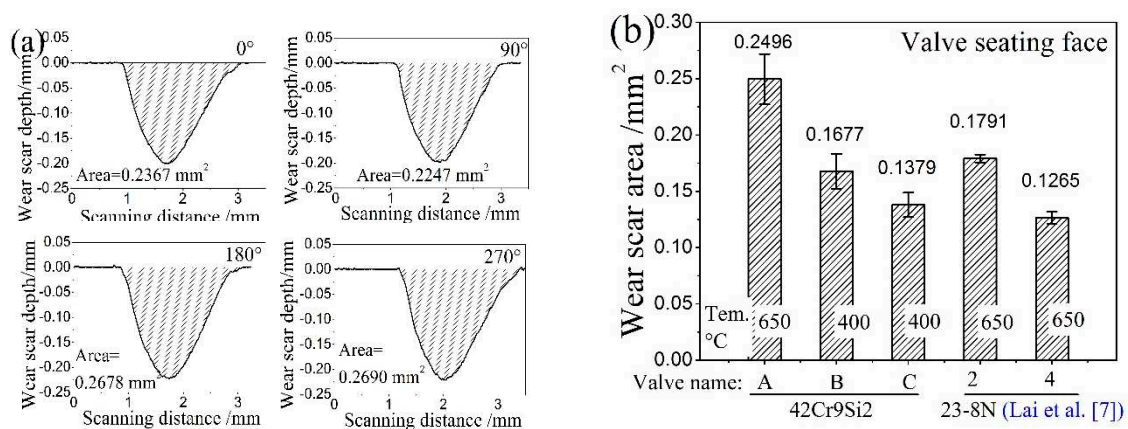 (a)
0.05
0.00
-0.05
-0.10
-0.15
-0.20
0.25
0°
Area=0.2367 mm²
0 1 2 3
Scanning distance /mm
Wear scar depth/mm
0.05
0.00
-0.05
-0.10
-0.15
-0.20
0.25
90°
Area=0.2247 mm²
0 1 2 3
Scanning distance /mm
Wear scar depth/mm
0.05
0.00
-0.05
-0.10
-0.15
-0.20
-0.25
180°
Area=
0.2678 mm²
0 1 2 3
Scanning distance /mm
Wcar scar depth/mm
0.05
0.00
-0.05
-0.10
-0.15
-0.20
-0.25
270°
Area=
0.2690 mm²
0 1 2 3
Scanning distance /mm
Wear scar depth/mm
(b)
Valve seating face
Wear scar area /mm²
0.30
0.25
0.20
0.15
0.10
0.05
0.00
0.2496
0.1677
0.1379
0.1791
0.1265
Tem.
°C
650 400 400 650 650
Valve name: A B C 2 4
42Cr9Si2 23-8N (Lai et al. [7])